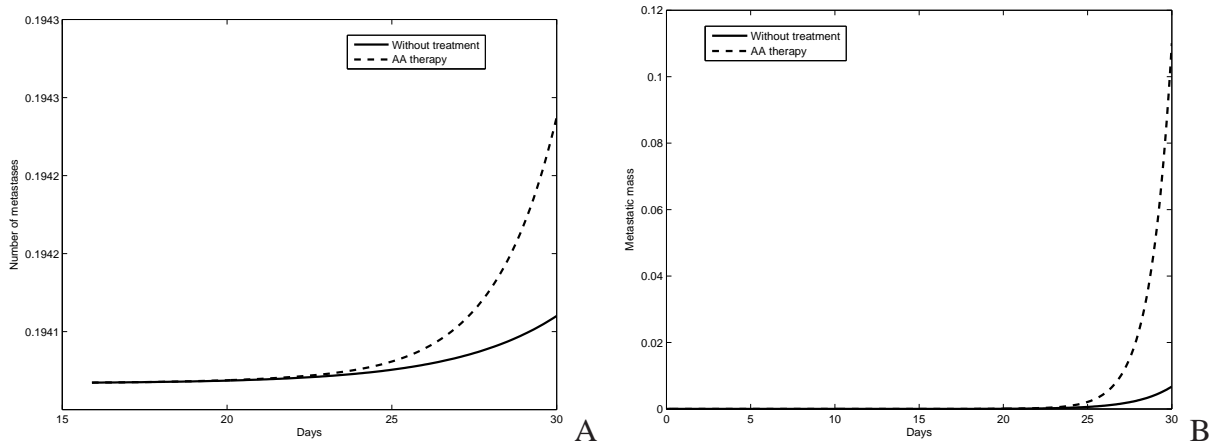 0.1943
0.1943
0.1942
0.1942
0.1941
Number of metastases
15
20
25
30
Days
Without treatment
AA therapy
A
0.12
0.1
0.08
0.06
0.04
0.02
0
Metastatic mass
0
5
10
15
20
25
30
Days
Without treatment
AA therapy
B